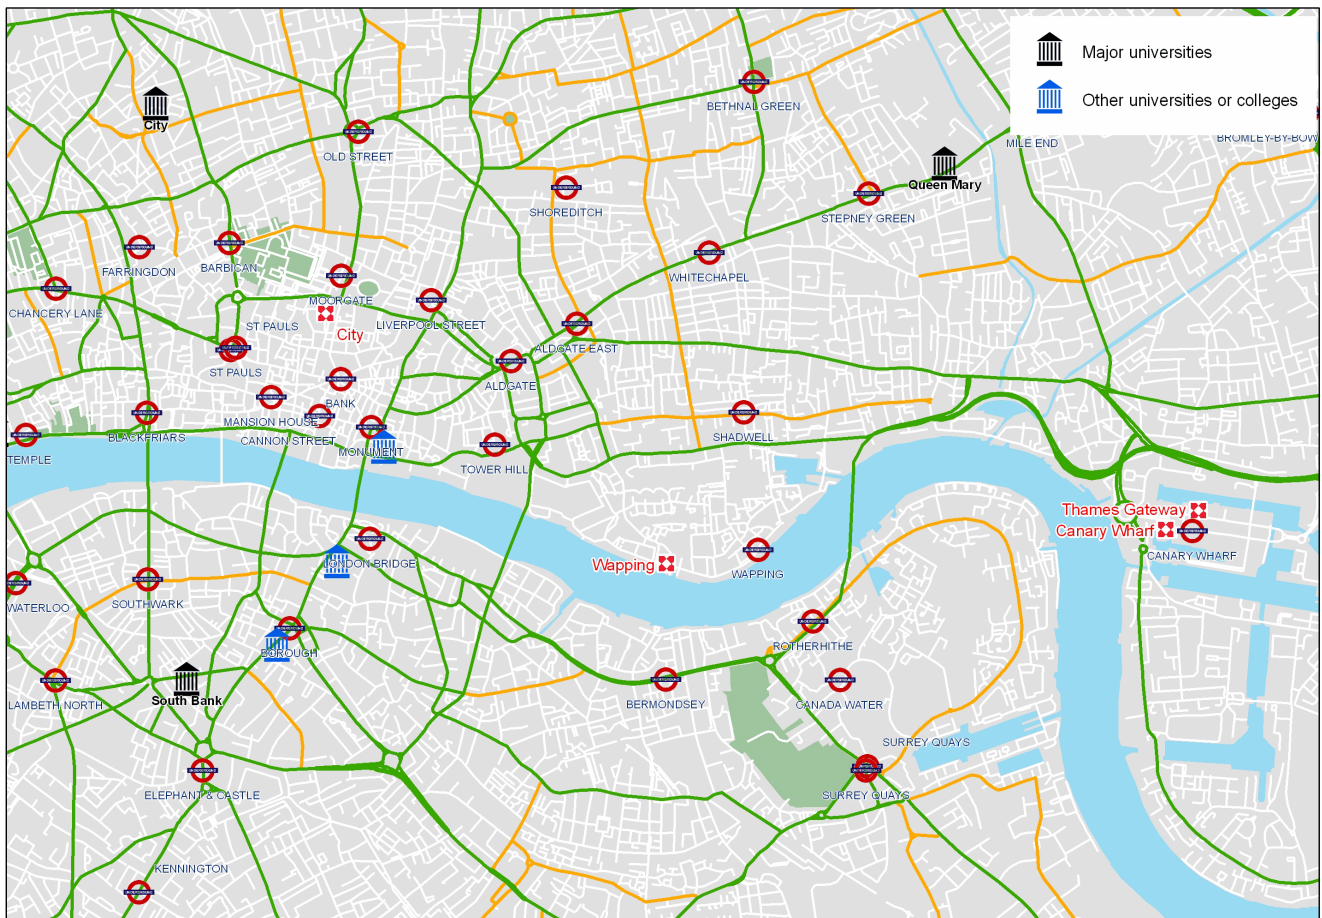 Major universities
Other universities or colleges
BETHNAL GREEN
City
OLD STREET
MILE END
BROMLEY-BY-BOW
Queen Mary
SHOREDITCH
STEPNEY GREEN
FARRINGDON
BARBICAN
WHITECHAPEL
CHANCERY LANE
MOORGATE
ST PAULS
LIVERPOOL STREET
City
ALDGATE EAST
ST PAULS
ALDGATE
BANK
MANSION HOUSE
BLACKFRIARS
CANNON STREET
SHADWELL
MONUMENT
TEMPLE
TOWER HILL
Thames Gateway
Canary Wharf
CANARY WHARF
LONDON BRIDGE
Wapping
WAPPING
WATERLOO
SOUTHWARK
ROTHERHITHE
BOROUGH
South Bank
LAMBETH NORTH
BERMONDSEY
CANADA WATER
SURREY QUAYS
ELEPHANT & CASTLE
SURREY QUAYS
KENNINGTON